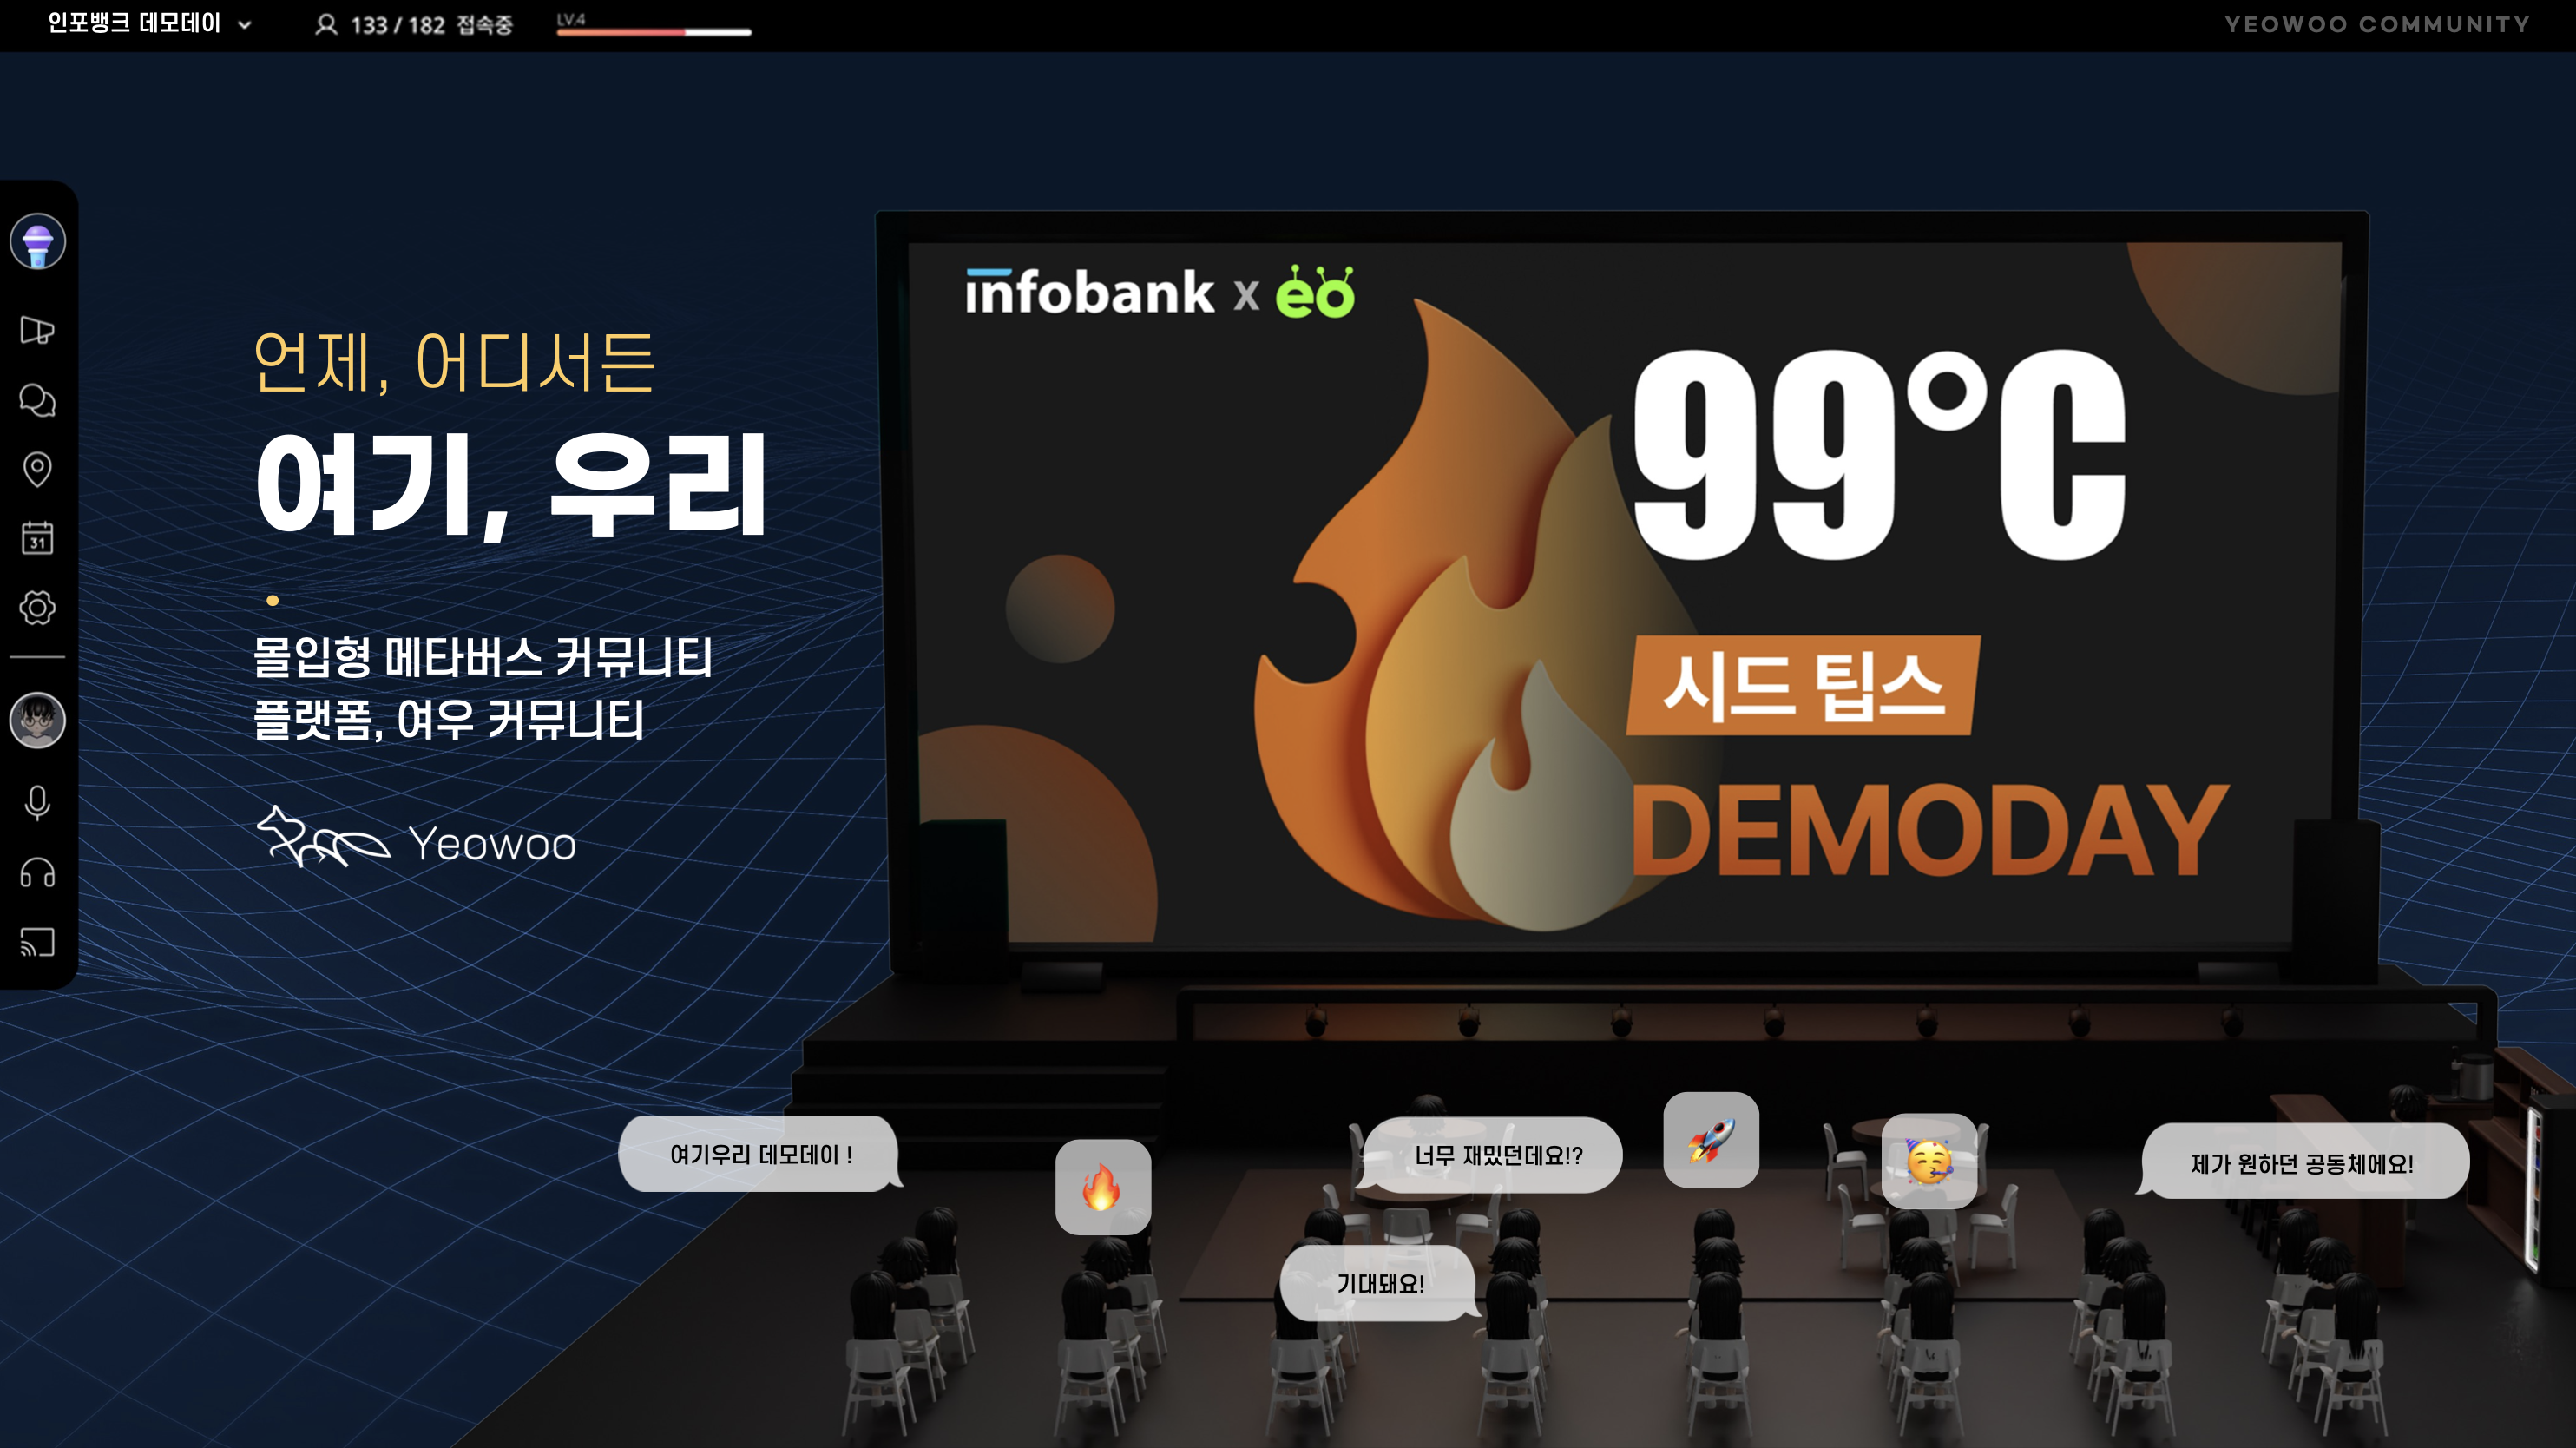 인포뱅크 데모데이
133 / 182 접속중
LV.4
YEOWOO COMMUNITY
언제, 어디서든
여기, 우리
몰입형 메타버스 커뮤니티
플랫폼, 여우 커뮤니티
Yeowoo
infobank x eo
99°C
시드 팁스
DEMODAY
31
여기우리 데모데이 !
너무 재밌던데요!?
제가 원하던 공동체에요!
기대돼요!